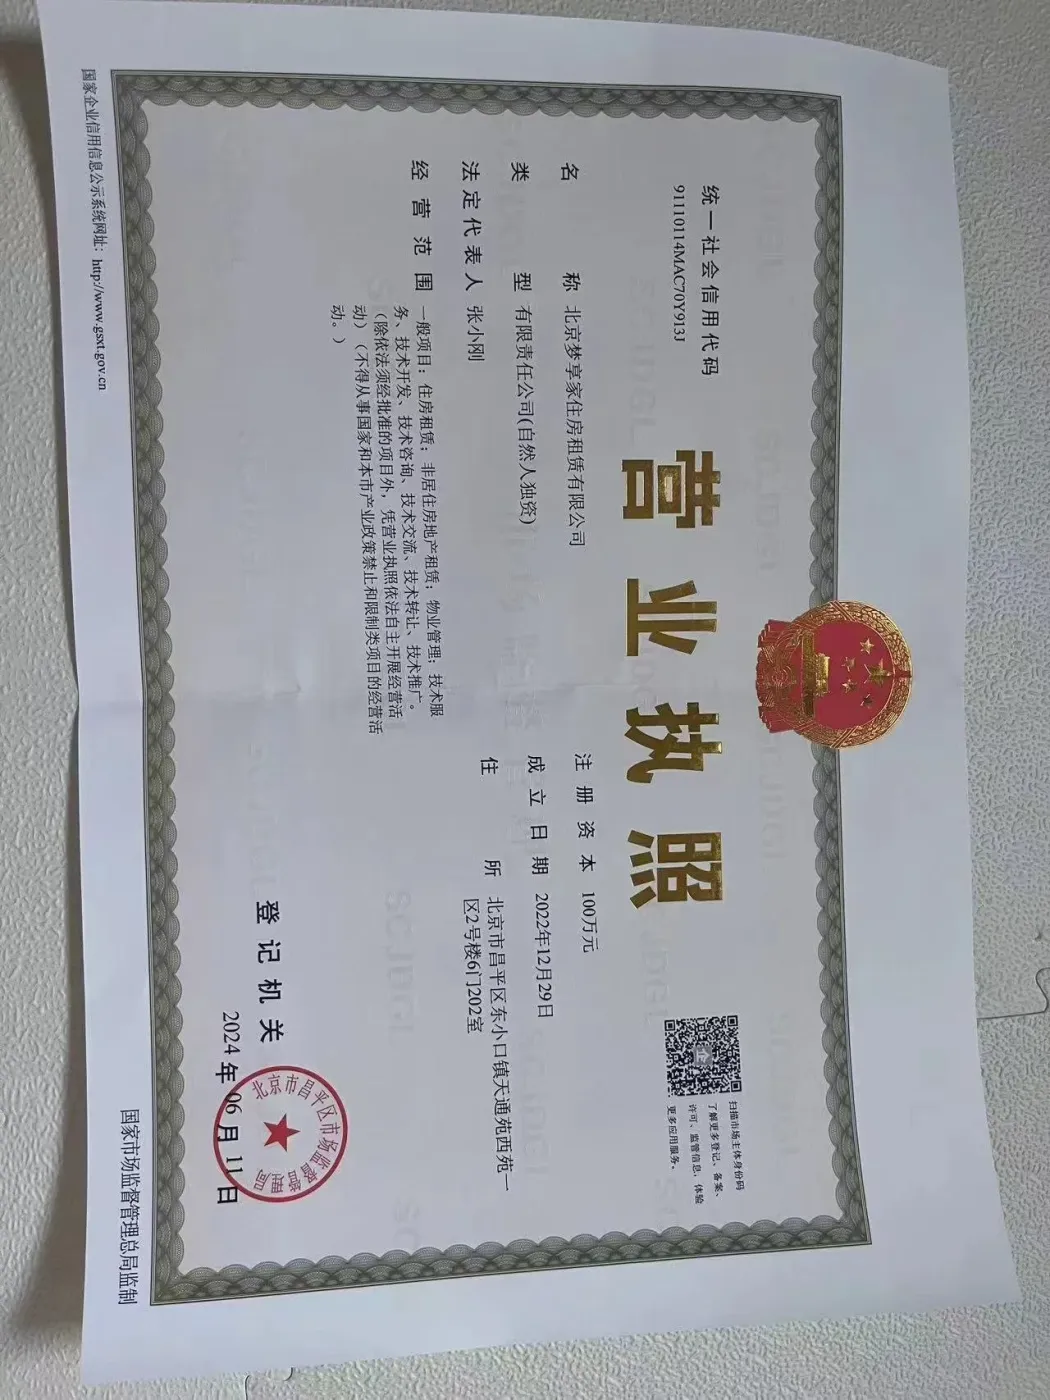 统一社会信用代码
91110114MAC70Y913J
营业执照
扫描市场主体身份码
了解更多登记、备案、
许可、监管信息，体验
更多应用服务。
名称 北京梦享家住房租赁有限公司
类型 有限责任公司(自然人独资)
法定代表人 张小刚
经营范围 一般项目：住房租赁；非居住房地产租赁；物业管理；技术服
务、技术开发、技术咨询、技术交流、技术转让、技术推广。
（除依法须经批准的项目外，凭营业执照依法自主开展经营活
动）（不得从事国家和本市产业政策禁止和限制类项目的经营活
动。）
注册资本 100万元
成立日期 2022年12月29日
住所 北京市昌平区东小口镇天通苑西苑一
区2号楼6门202室
登记机关
北京市昌平区市场监督管理局
2024年06月11日
国家企业信用信息公示系统网址：http://www.gsxt.gov.cn
国家市场监督管理总局监制